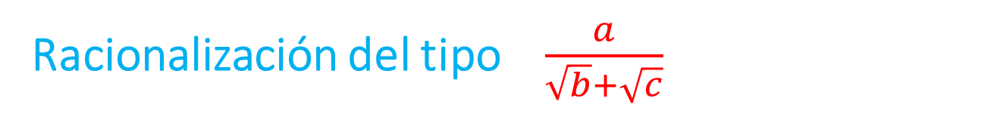 Racionalización del tipo a/(√b+√c)